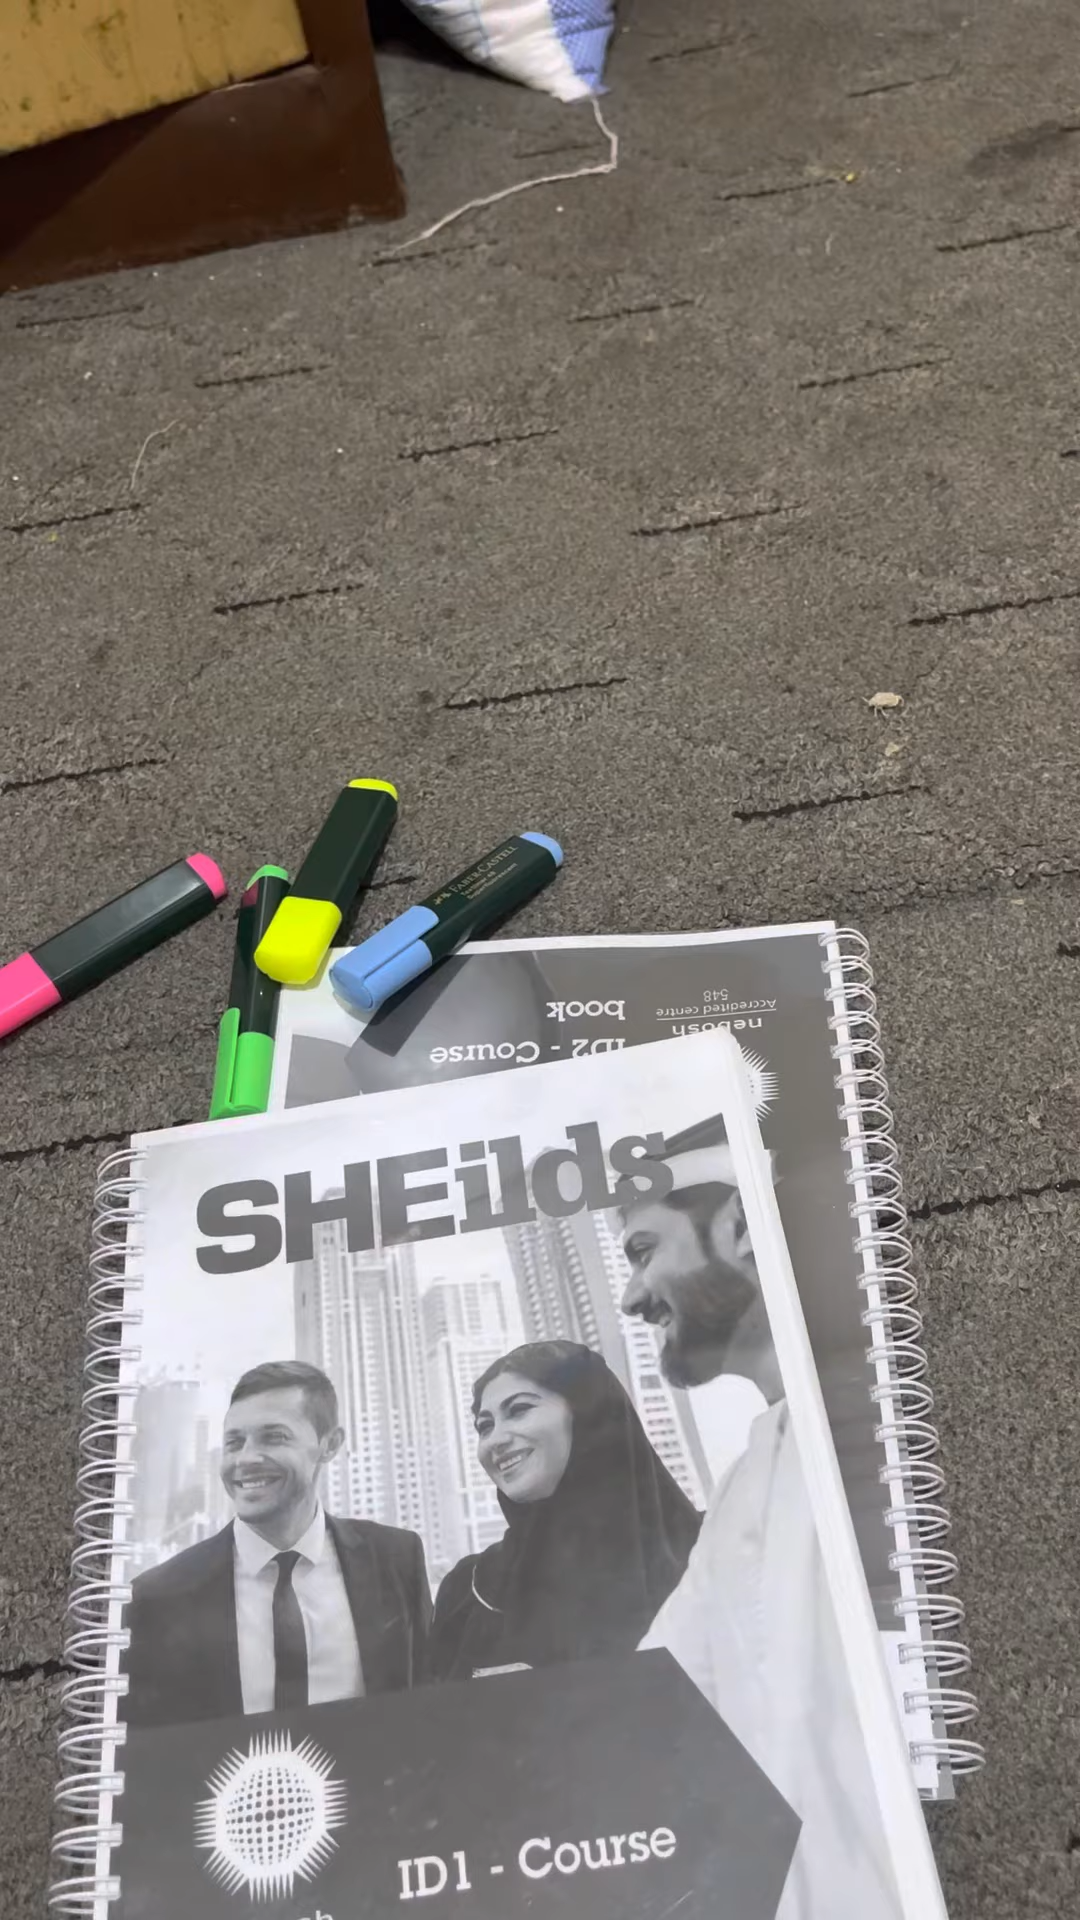 FABER-CASTELL
book
ID2 - Course
Accredited centre
548
nebosh
SHEilds
ID1 - Course